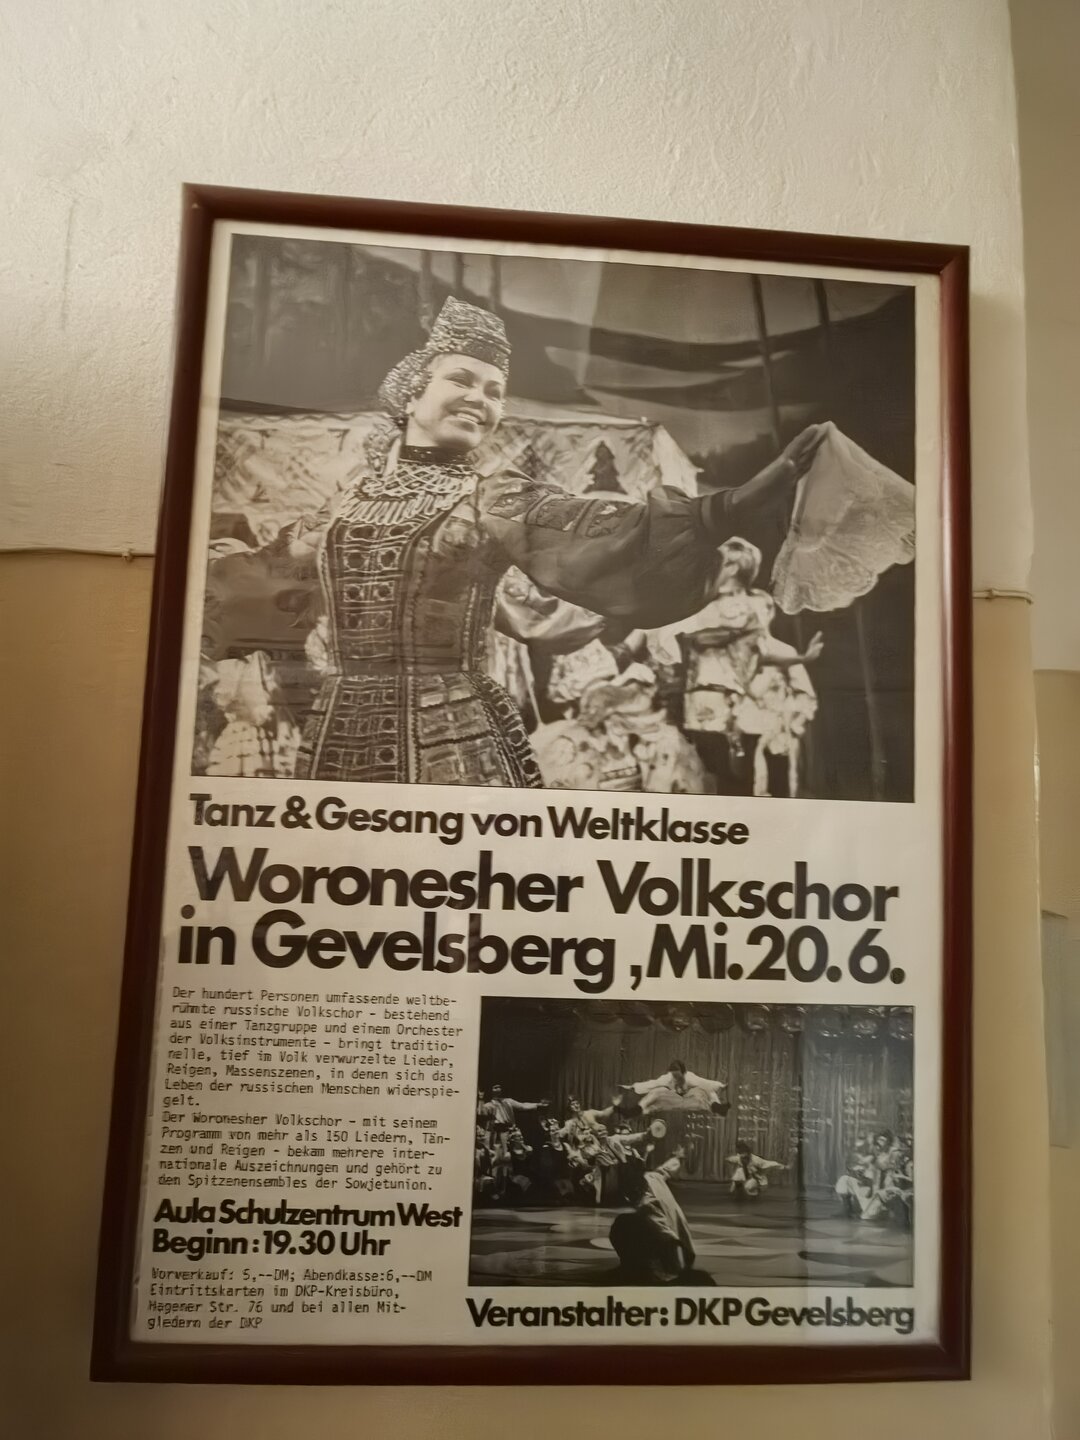 Tanz & Gesang von Weltklasse
Woronesher Volkschor
in Gevelsberg, Mi. 20.6.
Der hundert Personen umfassende weltbe-
rühmte russische Volkschor - bestehend
aus einer Tanzgruppe und einem Orchester
der Volksinstrumente - bringt traditio-
nelle, tief im Volk verwurzelte Lieder,
Reigen, Massenszenen, in denen sich das
Leben der russischen Menschen widerspie-
gelt.
Der Woronesher Volkschor - mit seinem
Programm von mehr als 150 Liedern, Tän-
zen und Reigen - bekam mehrere inter-
nationale Auszeichnungen und gehört zu
den Spitzenensembles der Sowjetunion.
Aula Schulzentrum West
Beginn: 19.30 Uhr
Vorverkauf: 5,--DM; Abendkasse:6,--DM
Eintrittskarten im DKP-Kreisbüro,
Hagener Str. 76 und bei allen Mit-
gliedern der DKP
Veranstalter: DKP Gevelsberg